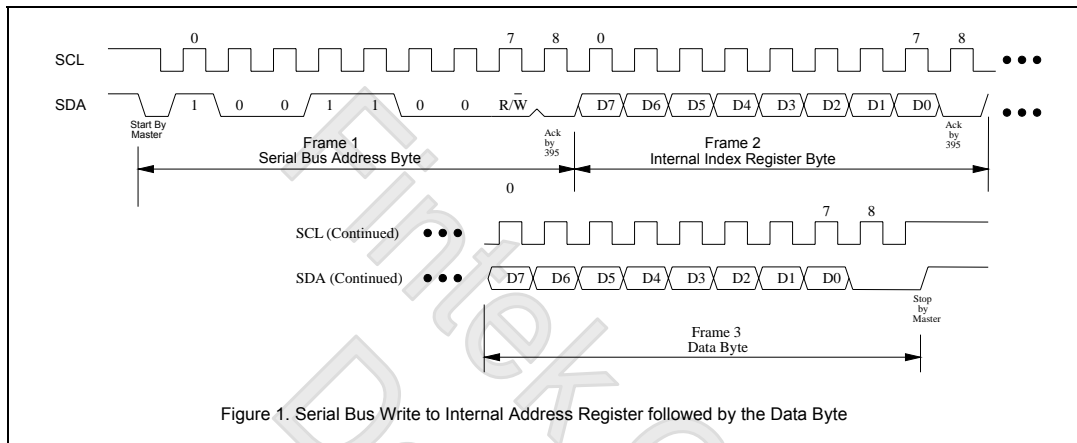 0 7 8 0 7 8
SCL
SDA 1 0 0 1 1 0 0 R/W̅ D7 D6 D5 D4 D3 D2 D1 D0
Start By
Master
Ack
by
395
Ack
by
395
Frame 1
Serial Bus Address Byte
Frame 2
Internal Index Register Byte
0
7 8
SCL (Continued)
SDA (Continued) D7 D6 D5 D4 D3 D2 D1 D0
Stop
by
Master
Frame 3
Data Byte
Figure 1. Serial Bus Write to Internal Address Register followed by the Data Byte
Fintek